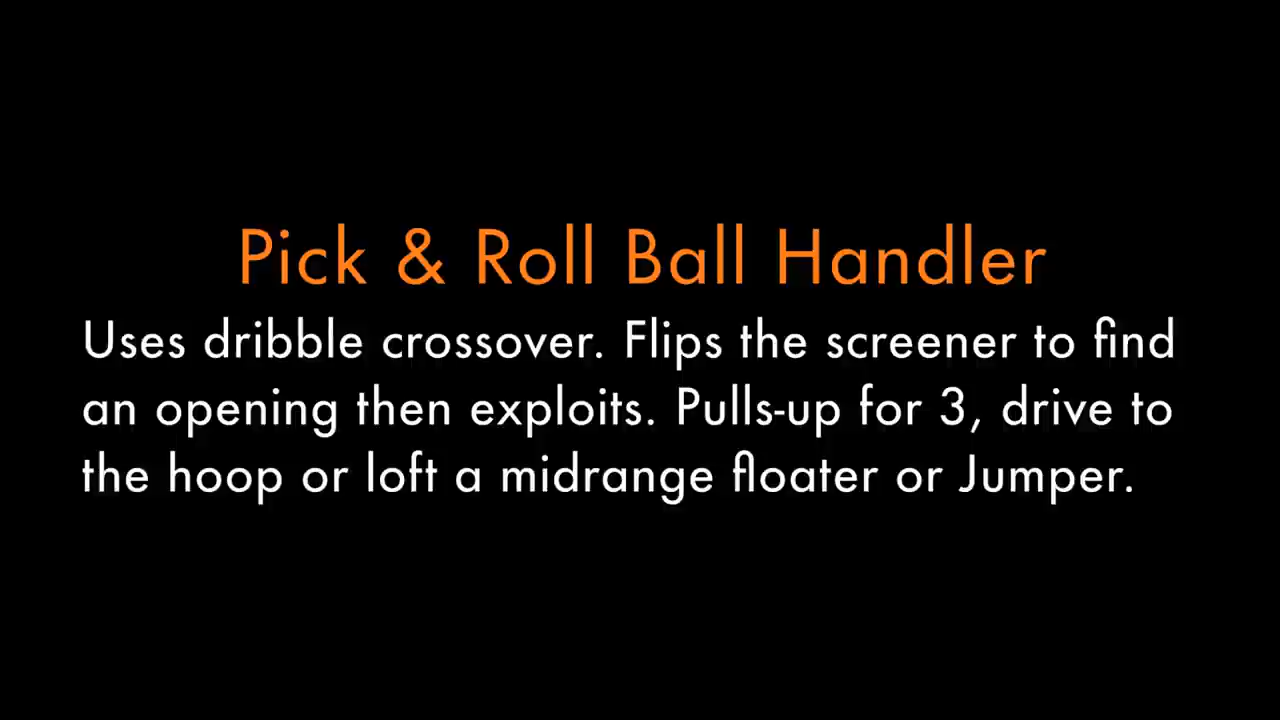 Pick & Roll Ball Handler
Uses dribble crossover. Flips the screener to find
an opening then exploits. Pulls-up for 3, drive to
the hoop or loft a midrange floater or Jumper.